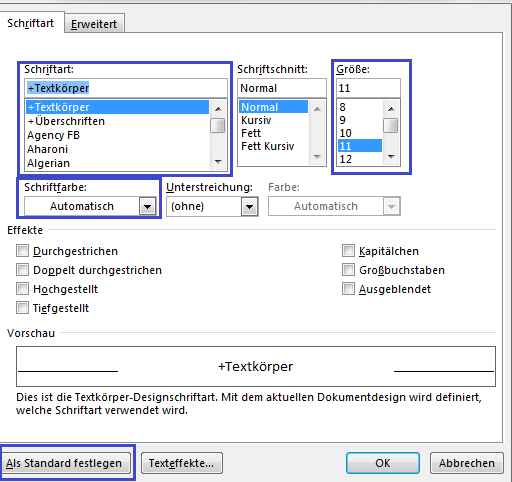 Schriftart Erweitert
Schriftart: Schriftschnitt: Größe:
+Textkörper Normal 11
+Textkörper Normal 8
+Überschriften Kursiv 9
Agency FB Fett 10
Aharoni Fett Kursiv 11
Algerian 12
Schriftfarbe: Unterstreichung: Farbe:
Automatisch (ohne) Automatisch
Effekte
Durchgestrichen Kapitälchen
Doppelt durchgestrichen Großbuchstaben
Hochgestellt Ausgeblendet
Tiefgestellt
Vorschau
+Textkörper
Dies ist die Textkörper-Designschriftart. Mit dem aktuellen Dokumentdesign wird definiert,
welche Schriftart verwendet wird.
Als Standard festlegen Texteffekte... OK Abbrechen